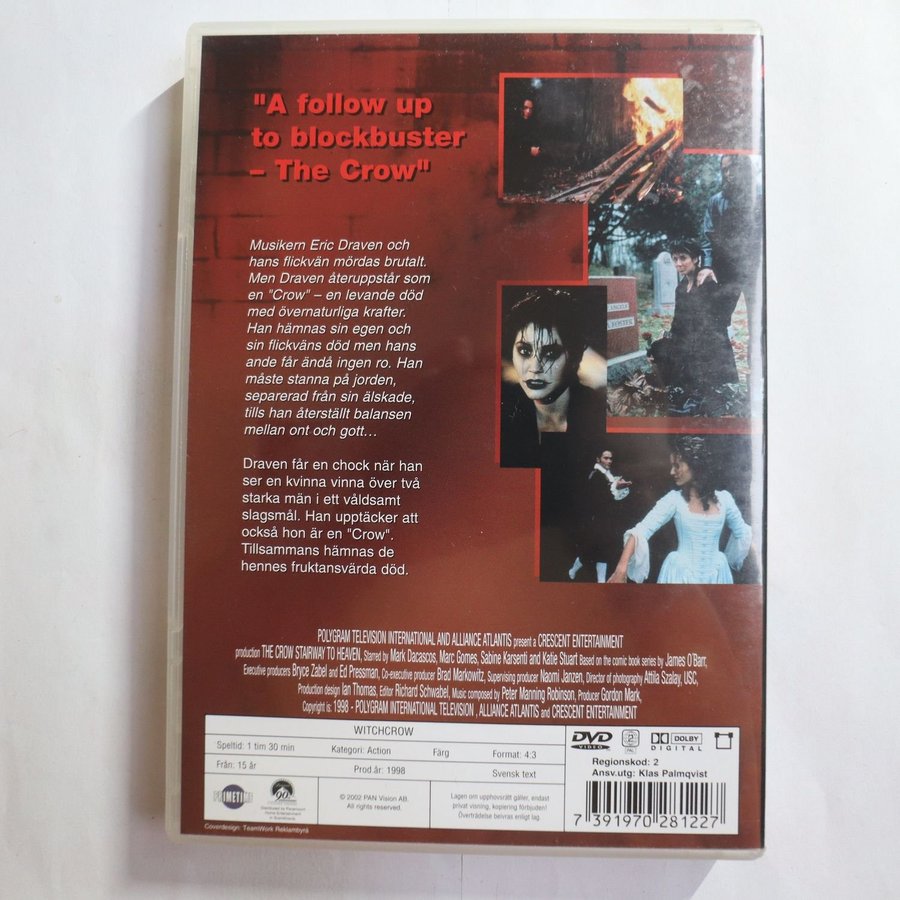 "A follow up
to blockbuster
– The Crow"
Musikern Eric Draven och
hans flickvän mördas brutalt.
Men Draven återuppstår som
en "Crow" – en levande död
med övernaturliga krafter.
Han hämnas sin egen och
sin flickväns död men hans
ande får ändå ingen ro. Han
måste stanna på jorden,
separerad från sin älskade,
tills han återställt balansen
mellan ont och gott...
Draven får en chock när han
ser en kvinna vinna över två
starka män i ett våldsamt
slagsmål. Han upptäcker att
också hon är en "Crow".
Tillsammans hämnas de
hennes fruktansvärda död.
POLYGRAM TELEVISION INTERNATIONAL AND ALLIANCE ATLANTIS present a CRESCENT ENTERTAINMENT
production THE CROW STAIRWAY TO HEAVEN, Starred by Mark Dacascos, Marc Gomes, Sabine Karsenti and Katie Stuart Based on the comic book series by James O'Barr,
Executive producers Bryce Zabel and Ed Pressman, Co-executive producer Brad Markowitz, Supervising producer Naomi Janzen, Director of photography Attila Szalay, USC,
Production design Ian Thomas, Editor Richard Schwabel, Music composed by Peter Manning Robinson, Producer Gordon Mark,
Copyright is: 1998 - POLYGRAM INTERNATIONAL TELEVISION , ALLIANCE ATLANTIS and CRESCENT ENTERTAINMENT
WITCHCROW
Speltid: 1 tim 30 min
Kategori: Action
Färg
Format: 4:3
Från: 15 år
Prod.år: 1998
Svensk text
PRIMETIME
90
Distributed by Paramount
Home Entertainment
© 2002 PAN Vision AB.
All rights reserved.
Lagen om upphovsrätt gäller, endast
privat visning, kopiering förbjuden!
Överträdelse beivras enligt lag.
DVD
VIDEO
2
PAL
DOLBY
DIGITAL
Regionskod: 2
Ansv.utg: Klas Palmqvist
7 391970 281227
Coverdesign: TeamWork Reklambyrå